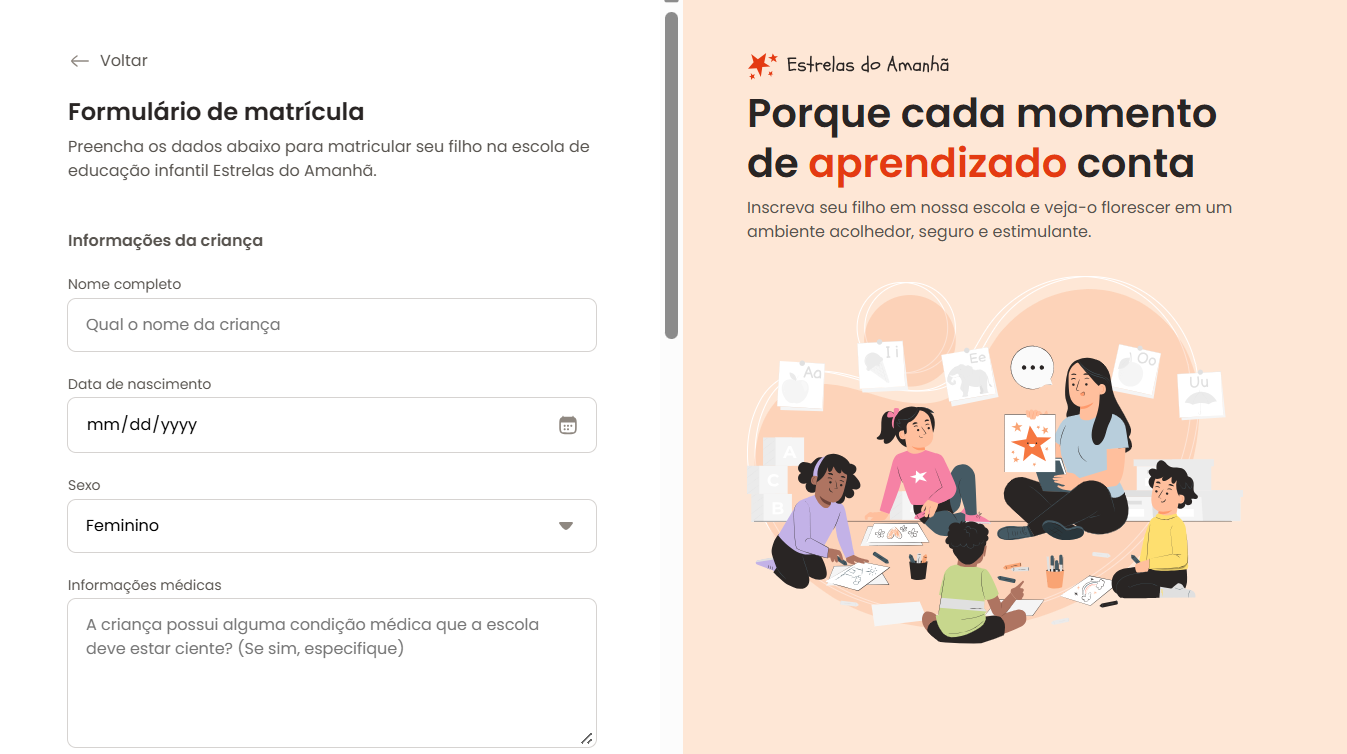 Voltar
Formulário de matrícula
Preencha os dados abaixo para matricular seu filho na escola de
educação infantil Estrelas do Amanhã.
Informações da criança
Nome completo
Qual o nome da criança
Data de nascimento
mm/dd/yyyy
Sexo
Feminino
Informações médicas
A criança possui alguma condição médica que a escola
deve estar ciente? (Se sim, especifique)
Estrelas do Amanhã
Porque cada momento
de aprendizado conta
Inscreva seu filho em nossa escola e veja-o florescer em um
ambiente acolhedor, seguro e estimulante.
Aa
Ii
Ee
Oo
Uu
A
C
B